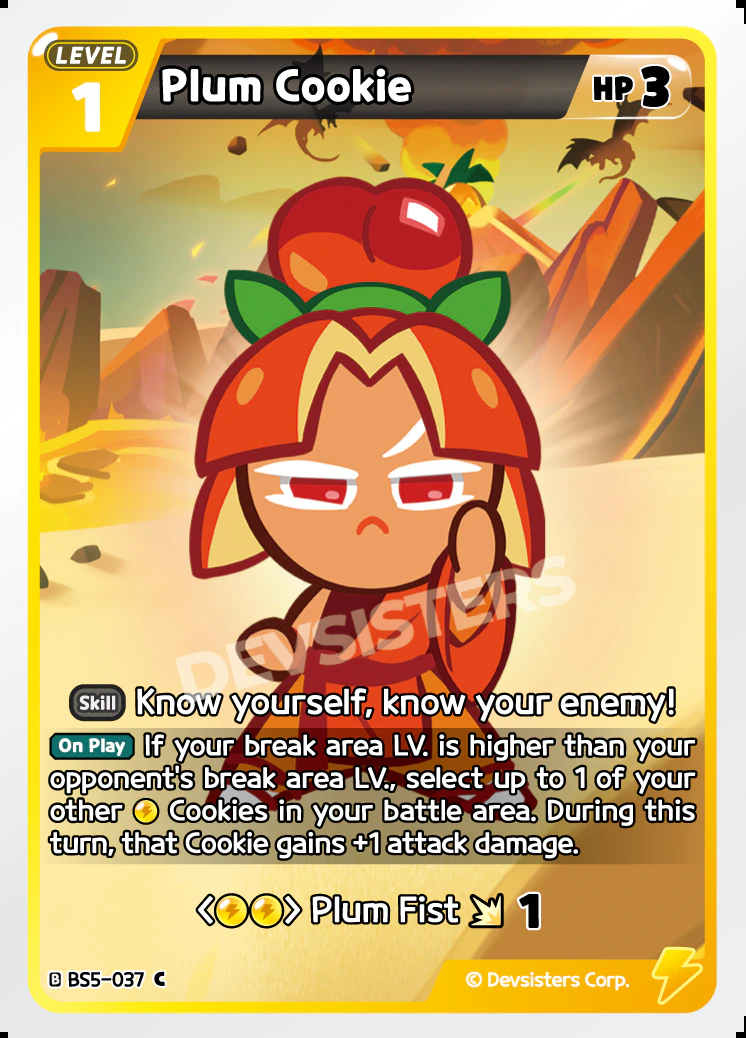 LEVEL
1
Plum Cookie
HP 3
DEVSISTERS
Skill Know yourself, know your enemy!
On Play If your break area LV. is higher than your
opponent's break area LV., select up to 1 of your
other Cookies in your battle area. During this
turn, that Cookie gains +1 attack damage.
<> Plum Fist 1
B BS5-037 C
© Devsisters Corp.